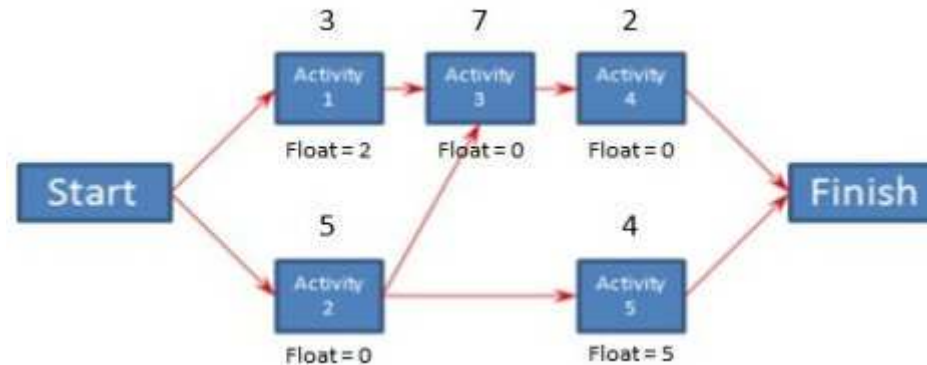 3 7 2
Activity
1
Activity
3
Activity
4
Float = 2
Float = 0
Float = 0
Start
Finish
5 4
Activity
2
Activity
5
Float = 0
Float = 5